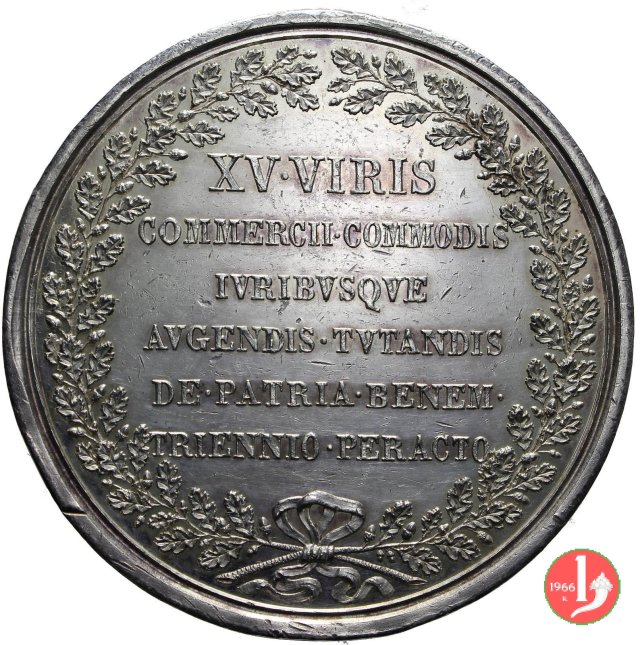 XV·VIRIS
COMMERCII·COMMODIS
IVRIBVSQVE
AVGENDIS·TVTANDIS
DE·PATRIA·BENEM·
TRIENNIO·PERACTO
1966
K